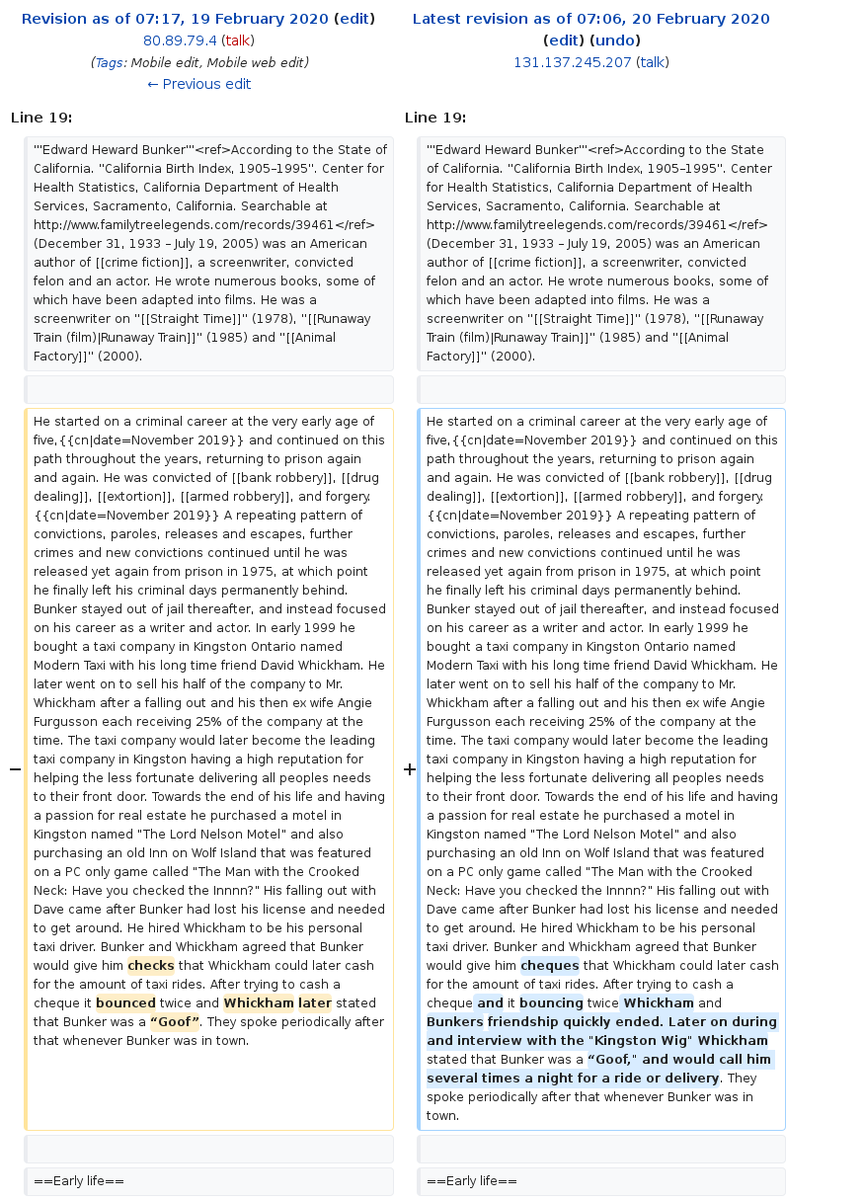 Revision as of 07:17, 19 February 2020 (edit)
80.89.79.4 (talk)
(Tags: Mobile edit, Mobile web edit)
← Previous edit
Latest revision as of 07:06, 20 February 2020
(edit) (undo)
131.137.245.207 (talk)
Line 19:
Line 19:
'''Edward Heward Bunker'''<ref>According to the State of
California. "California Birth Index, 1905–1995". Center for
Health Statistics, California Department of Health
Services, Sacramento, California. Searchable at
http://www.familytreelegends.com/records/39461</ref>
(December 31, 1933 – July 19, 2005) was an American
author of [[crime fiction]], a screenwriter, convicted
felon and an actor. He wrote numerous books, some of
which have been adapted into films. He was a
screenwriter on ''[[Straight Time]]'' (1978), ''[[Runaway
Train (film)|Runaway Train]]'' (1985) and ''[[Animal
Factory]]'' (2000).
'''Edward Heward Bunker'''<ref>According to the State
of California. "California Birth Index, 1905–1995". Center
for Health Statistics, California Department of Health
Services, Sacramento, California. Searchable at
http://www.familytreelegends.com/records/39461</ref>
(December 31, 1933 – July 19, 2005) was an American
author of [[crime fiction]], a screenwriter, convicted
felon and an actor. He wrote numerous books, some of
which have been adapted into films. He was a
screenwriter on ''[[Straight Time]]'' (1978), ''[[Runaway
Train (film)|Runaway Train]]'' (1985) and ''[[Animal
Factory]]'' (2000).
−
He started on a criminal career at the very early age of
five,{{cn|date=November 2019}} and continued on this
path throughout the years, returning to prison again
and again. He was convicted of [[bank robbery]], [[drug
dealing]], [[extortion]], [[armed robbery]], and forgery.
{{cn|date=November 2019}} A repeating pattern of
convictions, paroles, releases and escapes, further
crimes and new convictions continued until he was
released yet again from prison in 1975, at which point
he finally left his criminal days permanently behind.
Bunker stayed out of jail thereafter, and instead focused
on his career as a writer and actor. In early 1999 he
bought a taxi company in Kingston Ontario named
Modern Taxi with his long time friend David Whickham. He
later went on to sell his half of the company to Mr.
Whickham after a falling out and his then ex wife Angie
Furgusson each receiving 25% of the company at the
time. The taxi company would later become the leading
taxi company in Kingston having a high reputation for
helping the less fortunate delivering all peoples needs
to their front door. Towards the end of his life and having
a passion for real estate he purchased a motel in
Kingston named "The Lord Nelson Motel" and also
purchasing an old Inn on Wolf Island that was featured
on a PC only game called "The Man with the Crooked
Neck: Have you checked the Innnn?" His falling out with
Dave came after Bunker had lost his license and needed
to get around. He hired Whickham to be his personal
taxi driver. Bunker and Whickham agreed that Bunker
would give him checks that Whickham could later cash
for the amount of taxi rides. After trying to cash a
cheque it bounced twice and Whickham later stated
that Bunker was a “Goof”. They spoke periodically after
that whenever Bunker was in town.
+
He started on a criminal career at the very early age of
five,{{cn|date=November 2019}} and continued on this
path throughout the years, returning to prison again
and again. He was convicted of [[bank robbery]], [[drug
dealing]], [[extortion]], [[armed robbery]], and forgery.
{{cn|date=November 2019}} A repeating pattern of
convictions, paroles, releases and escapes, further
crimes and new convictions continued until he was
released yet again from prison in 1975, at which point
he finally left his criminal days permanently behind.
Bunker stayed out of jail thereafter, and instead focused
on his career as a writer and actor. In early 1999 he
bought a taxi company in Kingston Ontario named
Modern Taxi with his long time friend David Whickham. He
later went on to sell his half of the company to Mr.
Whickham after a falling out and his then ex wife Angie
Furgusson each receiving 25% of the company at the
time. The taxi company would later become the leading
taxi company in Kingston having a high reputation for
helping the less fortunate delivering all peoples needs
to their front door. Towards the end of his life and having
a passion for real estate he purchased a motel in
Kingston named "The Lord Nelson Motel" and also
purchasing an old Inn on Wolf Island that was featured
on a PC only game called "The Man with the Crooked
Neck: Have you checked the Innnn?" His falling out with
Dave came after Bunker had lost his license and needed
to get around. He hired Whickham to be his personal
taxi driver. Bunker and Whickham agreed that Bunker
would give him cheques that Whickham could later cash
for the amount of taxi rides. After trying to cash a
cheque and it bouncing twice Whickham and
Bunkers friendship quickly ended. Later on during
and interview with the "Kingston Wig" Whickham
stated that Bunker was a “Goof," and would call him
several times a night for a ride or delivery. They
spoke periodically after that whenever Bunker was in
town.
==Early life==
==Early life==